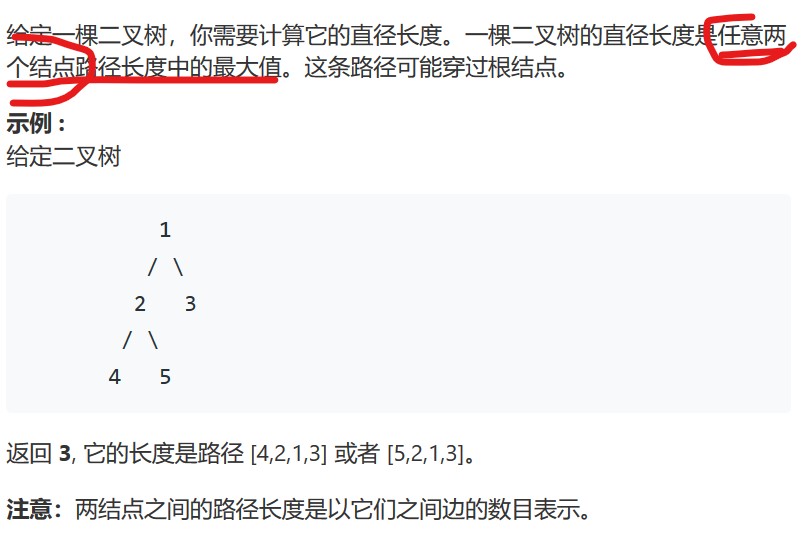 给定一棵二叉树，你需要计算它的直径长度。一棵二叉树的直径长度是任意两
个结点路径长度中的最大值。这条路径可能穿过根结点。
示例 :
给定二叉树
1
/ \
2 3
/ \
4 5
返回 3, 它的长度是路径 [4,2,1,3] 或者 [5,2,1,3]。
注意：两结点之间的路径长度是以它们之间边的数目表示。